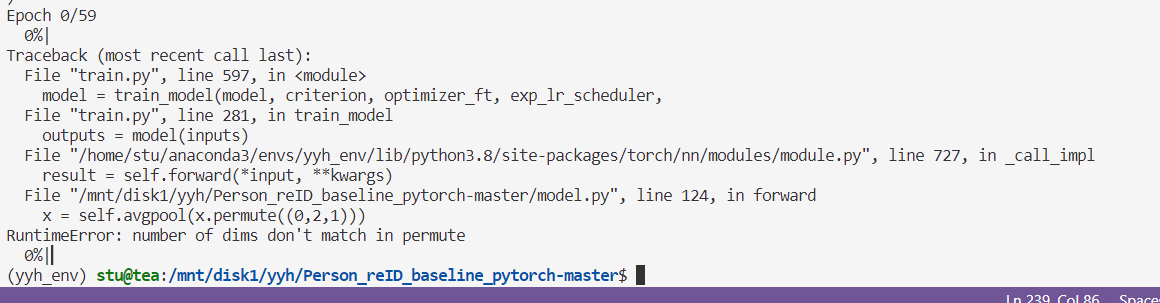 )
Epoch 0/59
  0%|
Traceback (most recent call last):
  File "train.py", line 597, in <module>
    model = train_model(model, criterion, optimizer_ft, exp_lr_scheduler,
  File "train.py", line 281, in train_model
    outputs = model(inputs)
  File "/home/stu/anaconda3/envs/yyh_env/lib/python3.8/site-packages/torch/nn/modules/module.py", line 727, in _call_impl
    result = self.forward(*input, **kwargs)
  File "/mnt/disk1/yyh/Person_reID_baseline_pytorch-master/model.py", line 124, in forward
    x = self.avgpool(x.permute((0,2,1)))
RuntimeError: number of dims don't match in permute
  0%|
(yyh_env) stu@tea:/mnt/disk1/yyh/Person_reID_baseline_pytorch-master$
Ln 239, Col 86 Spaces